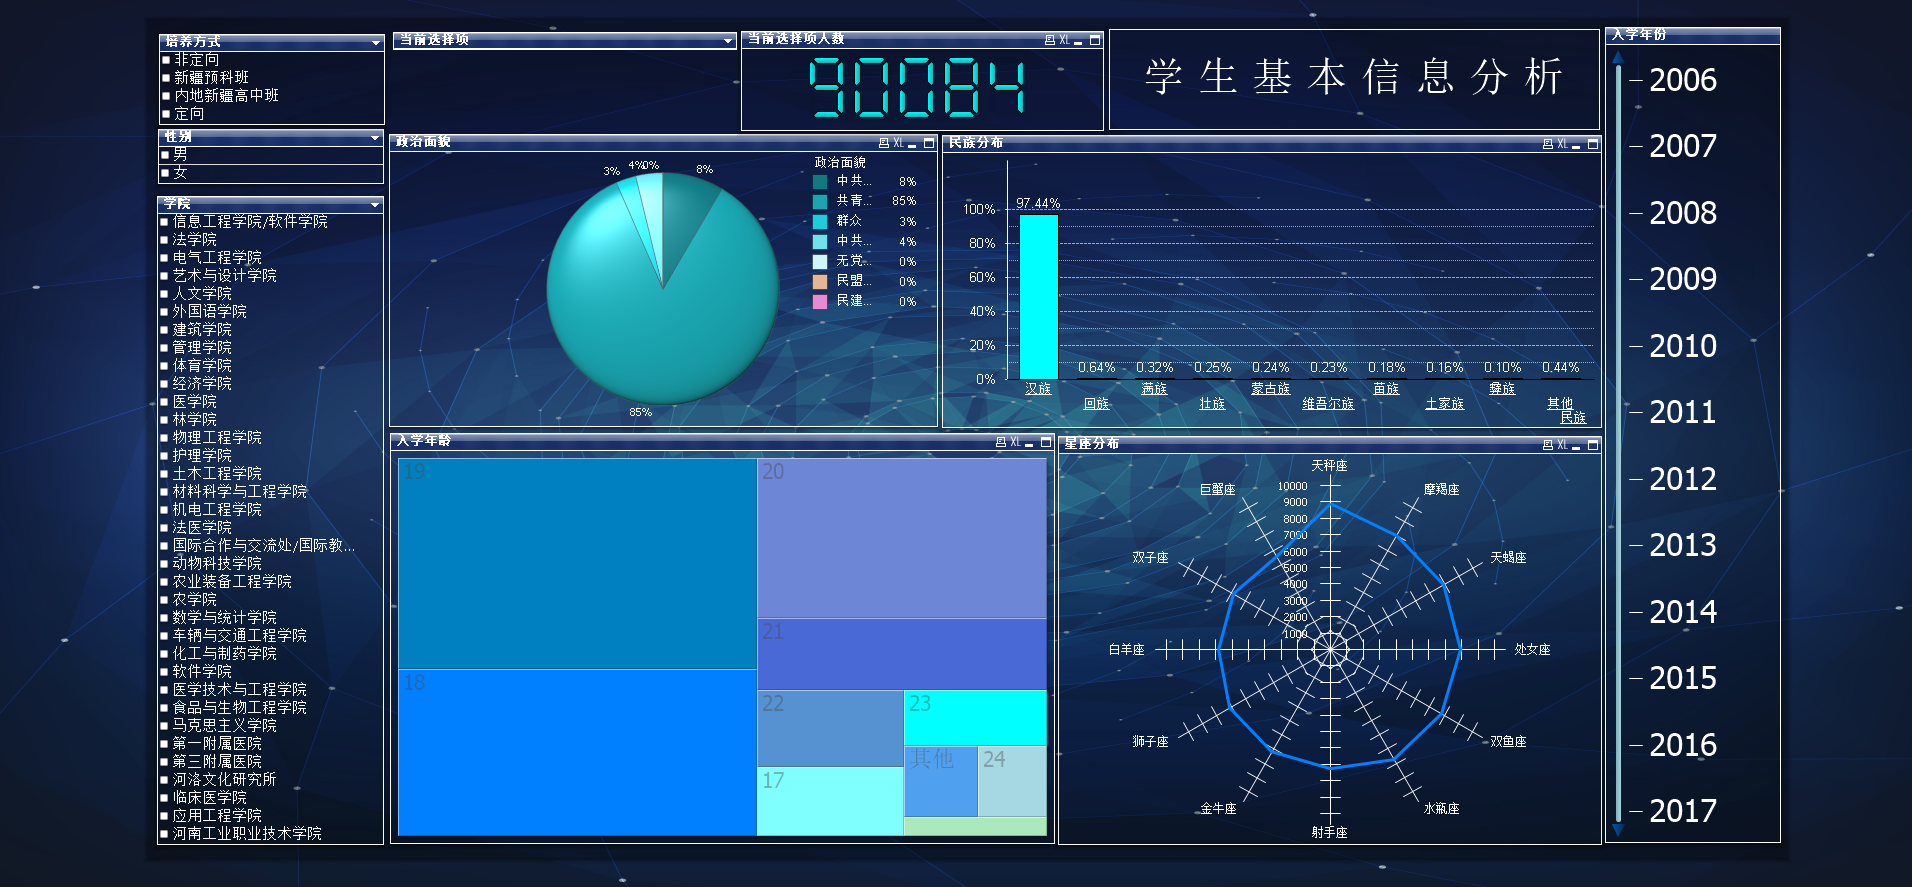 培养方式
非定向
新疆预科班
内地新疆高中班
定向
性别
男
女
学院
信息工程学院/软件学院
法学院
电气工程学院
艺术与设计学院
人文学院
外国语学院
建筑学院
管理学院
体育学院
经济学院
医学院
林学院
物理工程学院
护理学院
土木工程学院
材料科学与工程学院
机电工程学院
法医学院
国际合作与交流处/国际教...
动物科技学院
农业装备工程学院
农学院
数学与统计学院
车辆与交通工程学院
化工与制药学院
软件学院
医学技术与工程学院
食品与生物工程学院
马克思主义学院
第一附属医院
第三附属医院
河洛文化研究所
临床医学院
应用工程学院
河南工业职业技术学院
当前选择项
当前选择项人数
XL
90084
学生基本信息分析
政治面貌
XL
3%
4%
0%
8%
85%
政治面貌
中共... 8%
共青... 85%
群众 3%
中共... 4%
无党... 0%
民盟... 0%
民建... 0%
民族分布
XL
100%
80%
60%
40%
20%
0%
97.44%
0.64%
0.32%
0.25%
0.24%
0.23%
0.18%
0.16%
0.10%
0.44%
汉族
回族
满族
壮族
蒙古族
维吾尔族
苗族
土家族
彝族
其他
民族
入学年龄
XL
19
20
21
18
22
23
17
其他
24
星座分布
XL
天秤座
摩羯座
天蝎座
处女座
双鱼座
水瓶座
射手座
金牛座
狮子座
白羊座
双子座
巨蟹座
10000
9000
8000
7000
6000
5000
4000
3000
2000
1000
入学年份
2006
2007
2008
2009
2010
2011
2012
2013
2014
2015
2016
2017